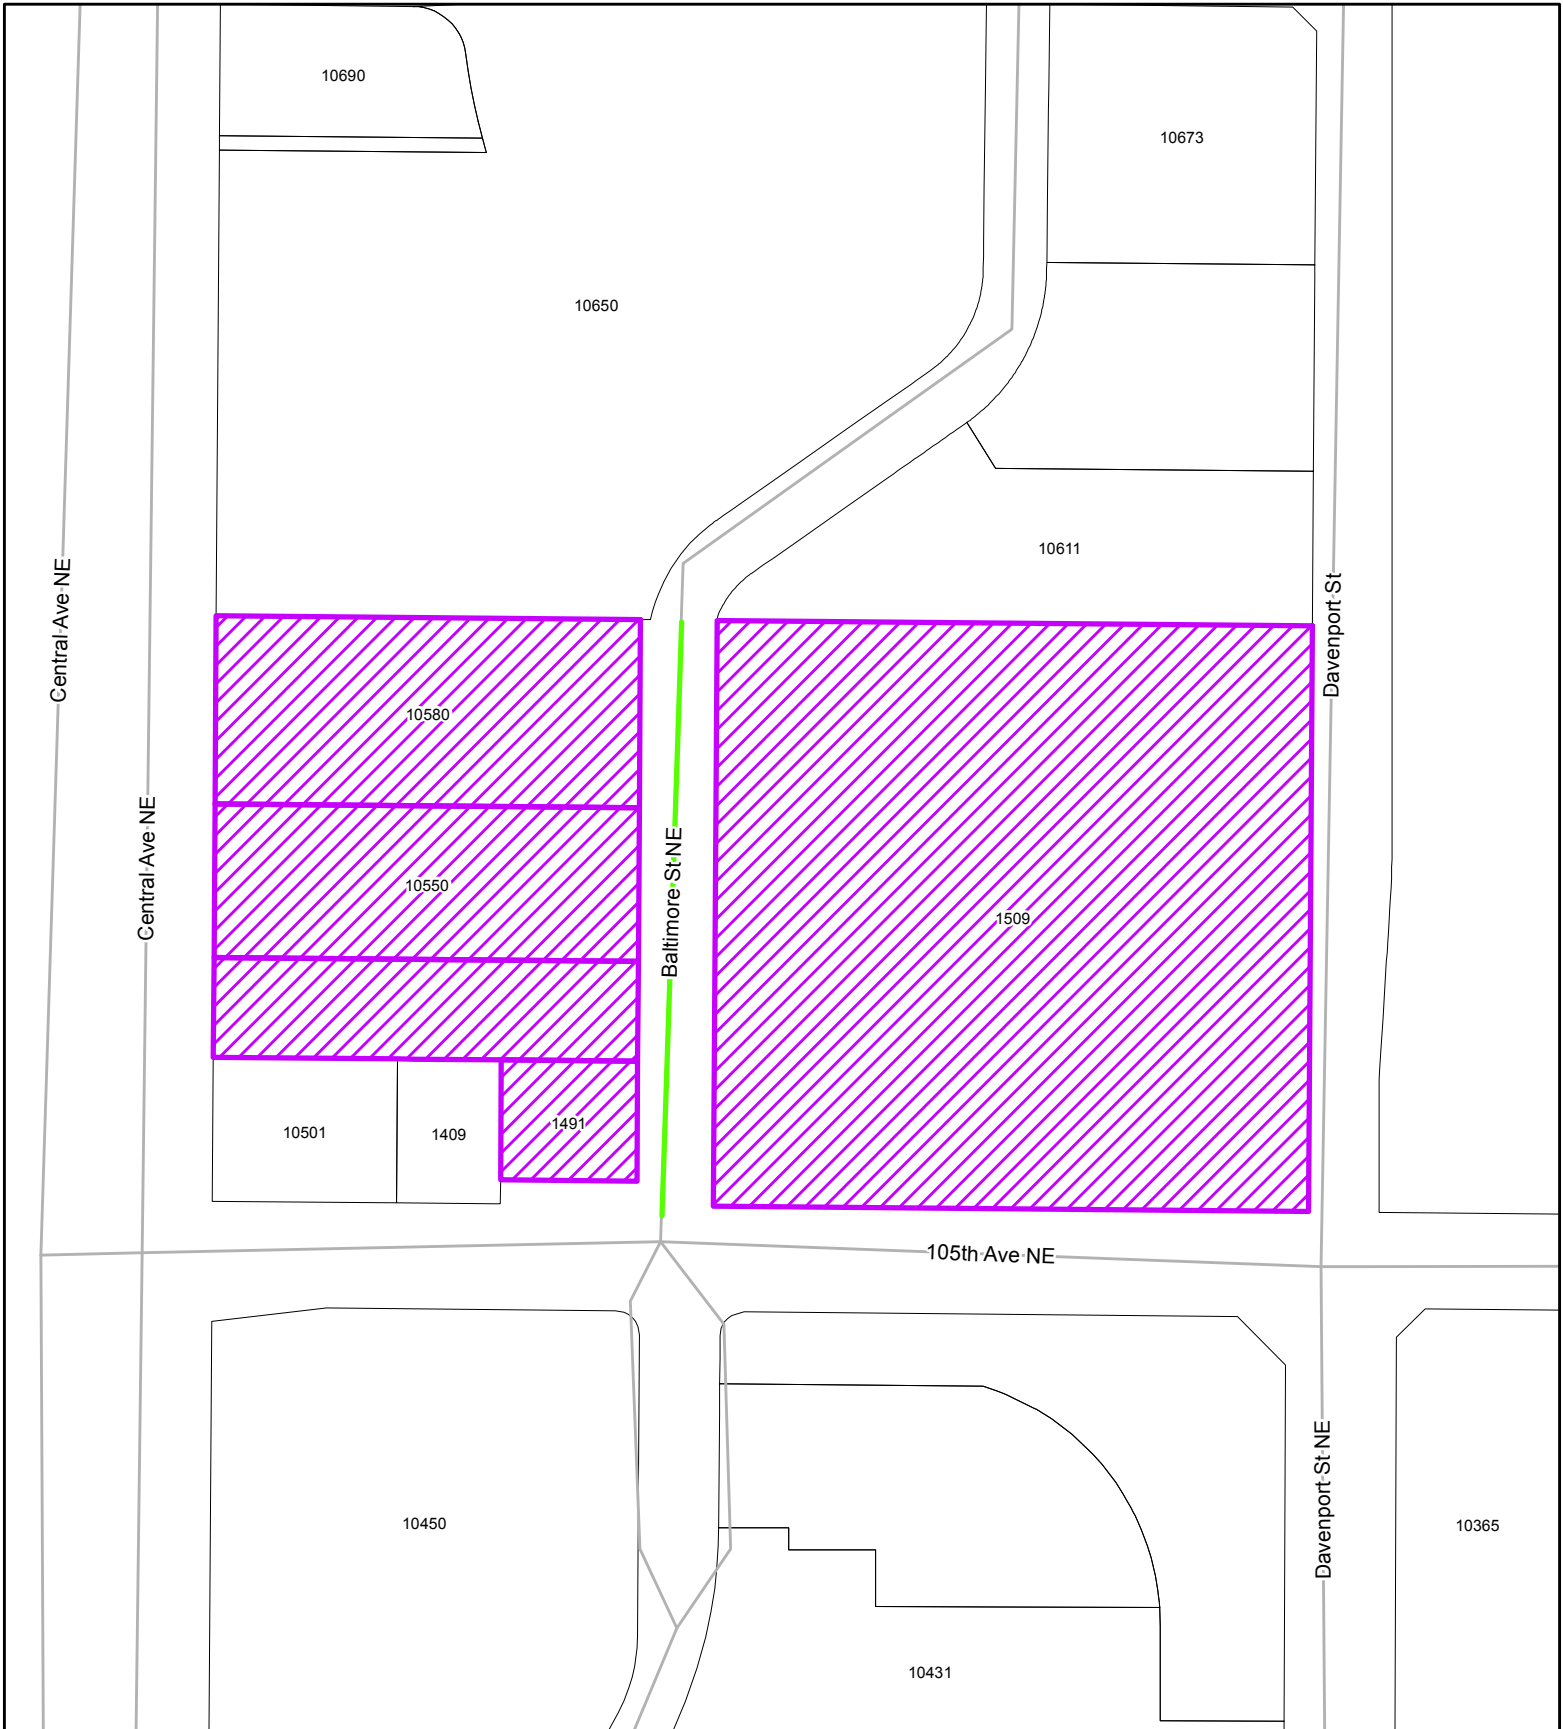 10690
10673
10650
10611
Central Ave NE
Davenport St
10580
Central Ave NE
10550
Baltimore St NE
1509
10501
1409
1491
105th Ave NE
Davenport St NE
10450
10365
10431